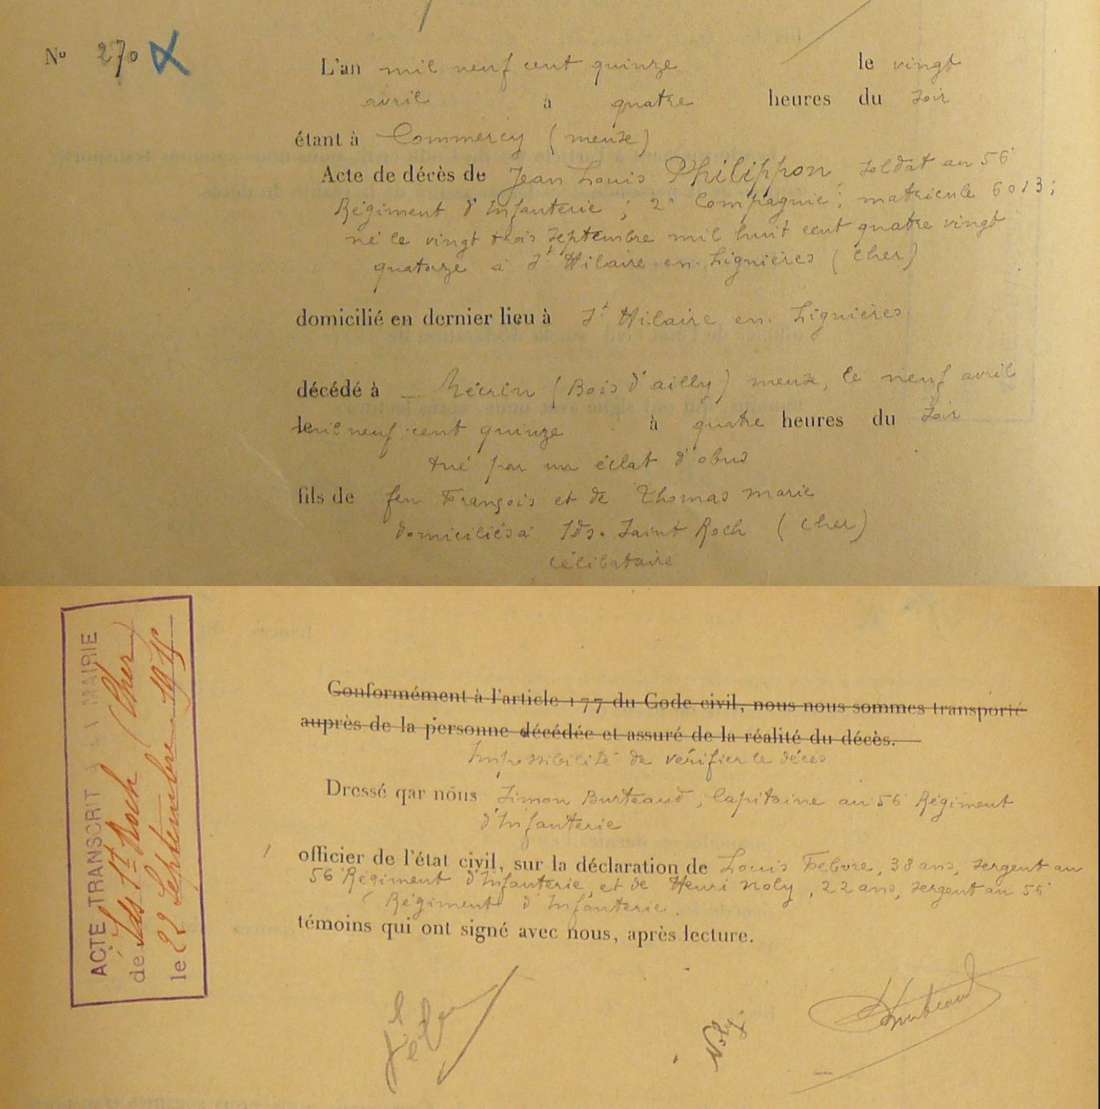 No 270
L'an mil neuf cent quinze le vingt
avril à quatre heures du soir
étant à Commercy (meuse)
Acte de décès de Jean Louis Philippon soldat au 56e
Régiment d'Infanterie ; 2e Compagnie ; matricule 6013 ;
né le vingt trois septembre mil huit cent quatre vingt
quatorze à St Hilaire en Lignières (Cher)
domicilié en dernier lieu à St Hilaire en Lignières
décédé à Mécrin (Bois d'ailly) meuse, le neuf avril
mil neuf cent quinze à quatre heures du soir
tué par un éclat d'obus
fils de feu François et de Thomas marie
domiciliés à Ids. Saint Roch (Cher)
célibataire
ACTE TRANSCRIT A LA MAIRIE
de Ids St Roch (Cher)
le 22 Septembre 1915
Conformément à l'article 177 du Code civil, nous nous sommes transporté
auprès de la personne décédée et assuré de la réalité du décès.
Impossibilité de vérifier le décès
Dressé par nous Simon Burteaud, Capitaine au 56e Régiment
d'Infanterie
officier de l'état civil, sur la déclaration de Louis Febvre, 38 ans, sergent au
56e Régiment d'Infanterie, et de Henri Noly, 22 ans, sergent au 56e
Régiment d'Infanterie.
témoins qui ont signé avec nous, après lecture.
Noly Burteaud